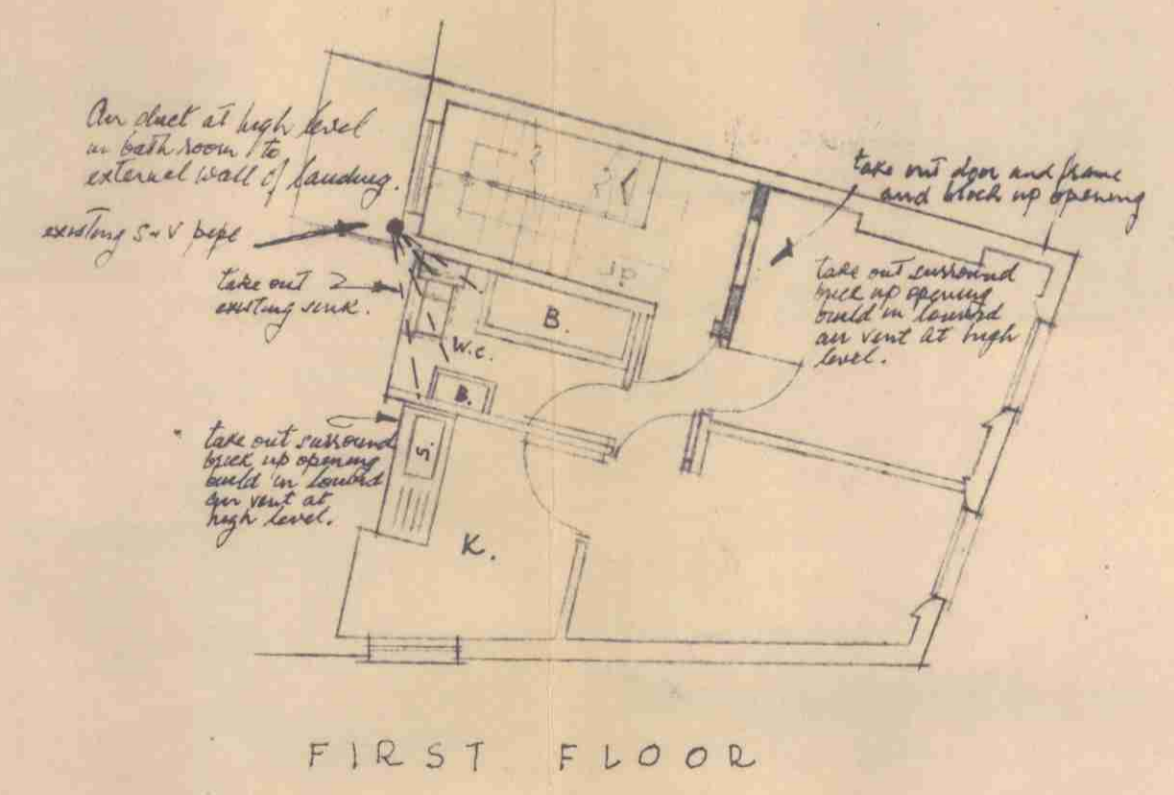 Air duct at high level
in bath room to
external wall of landing.
existing S+V pipe
take out
existing sink.
take out door and frame
and block up opening
take out surround
brick up opening
build in louvred
air vent at high
level.
B.
W.C.
B.
take out surround
brick up opening
build in louvred
air vent at
high level.
S.
K.
FIRST FLOOR